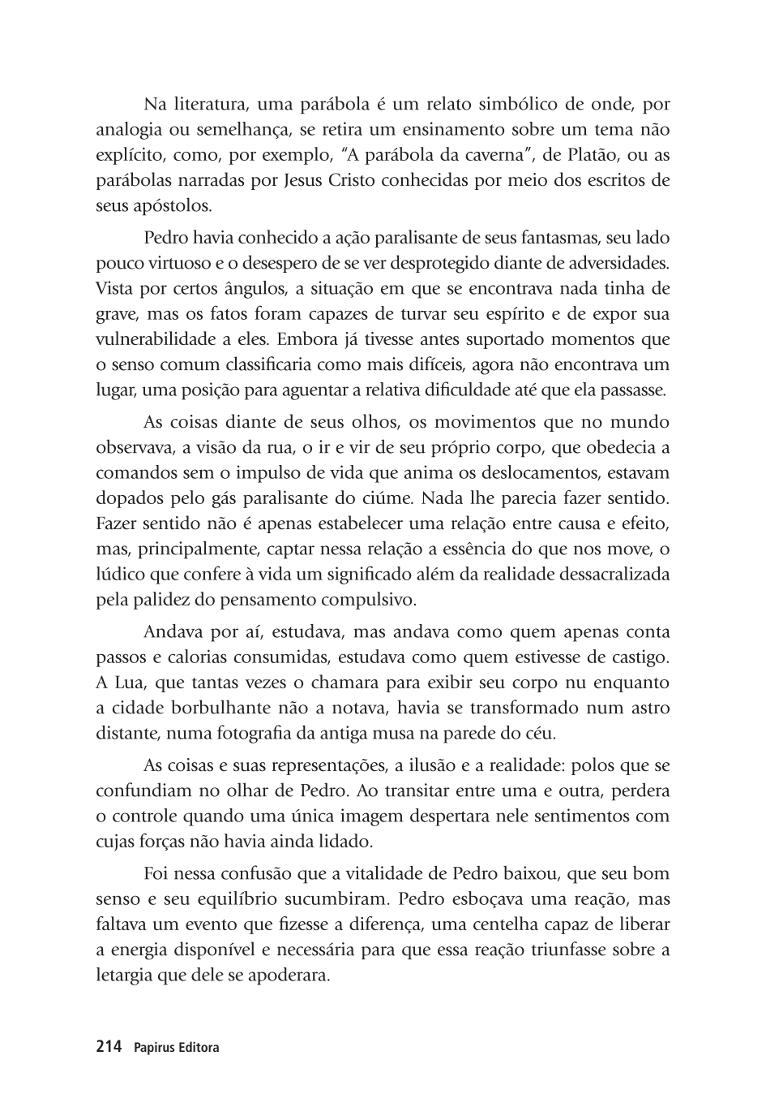 Na literatura, uma parábola é um relato simbólico de onde, por
analogia ou semelhança, se retira um ensinamento sobre um tema não
explícito, como, por exemplo, “A parábola da caverna”, de Platão, ou as
parábolas narradas por Jesus Cristo conhecidas por meio dos escritos de
seus apóstolos.
Pedro havia conhecido a ação paralisante de seus fantasmas, seu lado
pouco virtuoso e o desespero de se ver desprotegido diante de adversidades.
Vista por certos ângulos, a situação em que se encontrava nada tinha de
grave, mas os fatos foram capazes de turvar seu espírito e de expor sua
vulnerabilidade a eles. Embora já tivesse antes suportado momentos que
o senso comum classificaria como mais difíceis, agora não encontrava um
lugar, uma posição para aguentar a relativa dificuldade até que ela passasse.
As coisas diante de seus olhos, os movimentos que no mundo
observava, a visão da rua, o ir e vir de seu próprio corpo, que obedecia a
comandos sem o impulso de vida que anima os deslocamentos, estavam
dopados pelo gás paralisante do ciúme. Nada lhe parecia fazer sentido.
Fazer sentido não é apenas estabelecer uma relação entre causa e efeito,
mas, principalmente, captar nessa relação a essência do que nos move, o
lúdico que confere à vida um significado além da realidade dessacralizada
pela palidez do pensamento compulsivo.
Andava por aí, estudava, mas andava como quem apenas conta
passos e calorias consumidas, estudava como quem estivesse de castigo.
A Lua, que tantas vezes o chamara para exibir seu corpo nu enquanto
a cidade borbulhante não a notava, havia se transformado num astro
distante, numa fotografia da antiga musa na parede do céu.
As coisas e suas representações, a ilusão e a realidade: polos que se
confundiam no olhar de Pedro. Ao transitar entre uma e outra, perdera
o controle quando uma única imagem despertara nele sentimentos com
cujas forças não havia ainda lidado.
Foi nessa confusão que a vitalidade de Pedro baixou, que seu bom
senso e seu equilíbrio sucumbiram. Pedro esboçava uma reação, mas
faltava um evento que fizesse a diferença, uma centelha capaz de liberar
a energia disponível e necessária para que essa reação triunfasse sobre a
letargia que dele se apoderara.
214 Papirus Editora